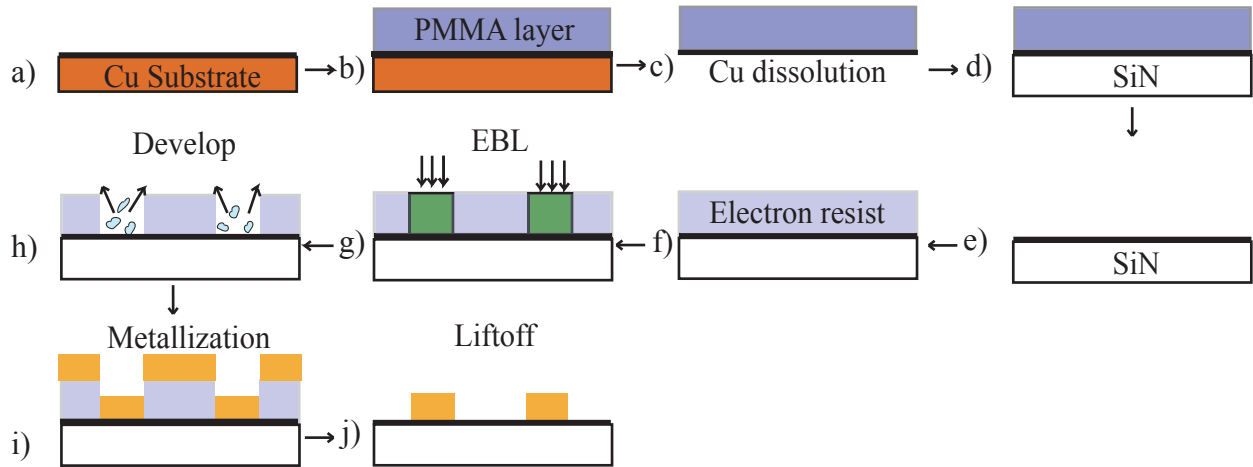 PMMA layer
a) Cu Substrate b) c) Cu dissolution d) SiN
Develop EBL
h) g) f) Electron resist e) SiN
Metallization Liftoff
i) j)